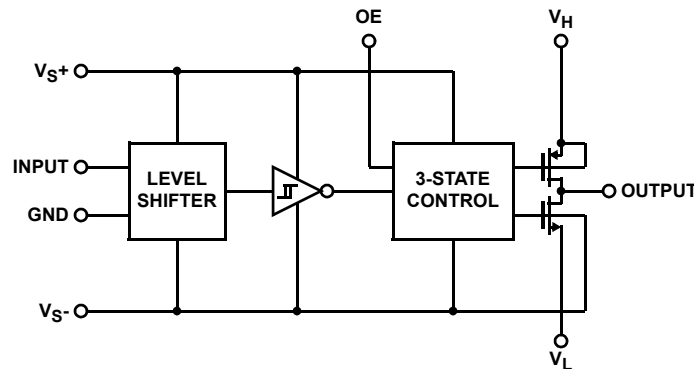 OE
VH
VS+
INPUT
LEVEL
SHIFTER
3-STATE
CONTROL
OUTPUT
GND
VS-
VL